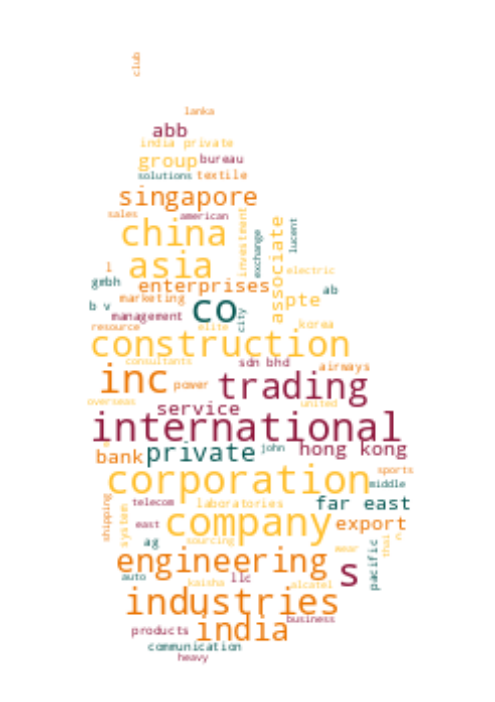 club
lanka
abb
india private
group bureau
solutions textile
singapore
sales american
china
investment
exchange
associate
lucent
asia
l
electric
gmbh
enterprises
ab
b v
marketing
co
pte
management
city
resource
elite
korea
construction
consultants
sdn bhd
airways
inc
power
trading
overseas
service
united
international
bank
private
john
hong kong
sports
corporation
middle
shipping
telecom
laboratories
far east
system
east
company
export
ag
sourcing
wear
pacific
thai
engineering
auto
kaisha
llc
alcatel
s
industries
products
india
business
communication
heavy